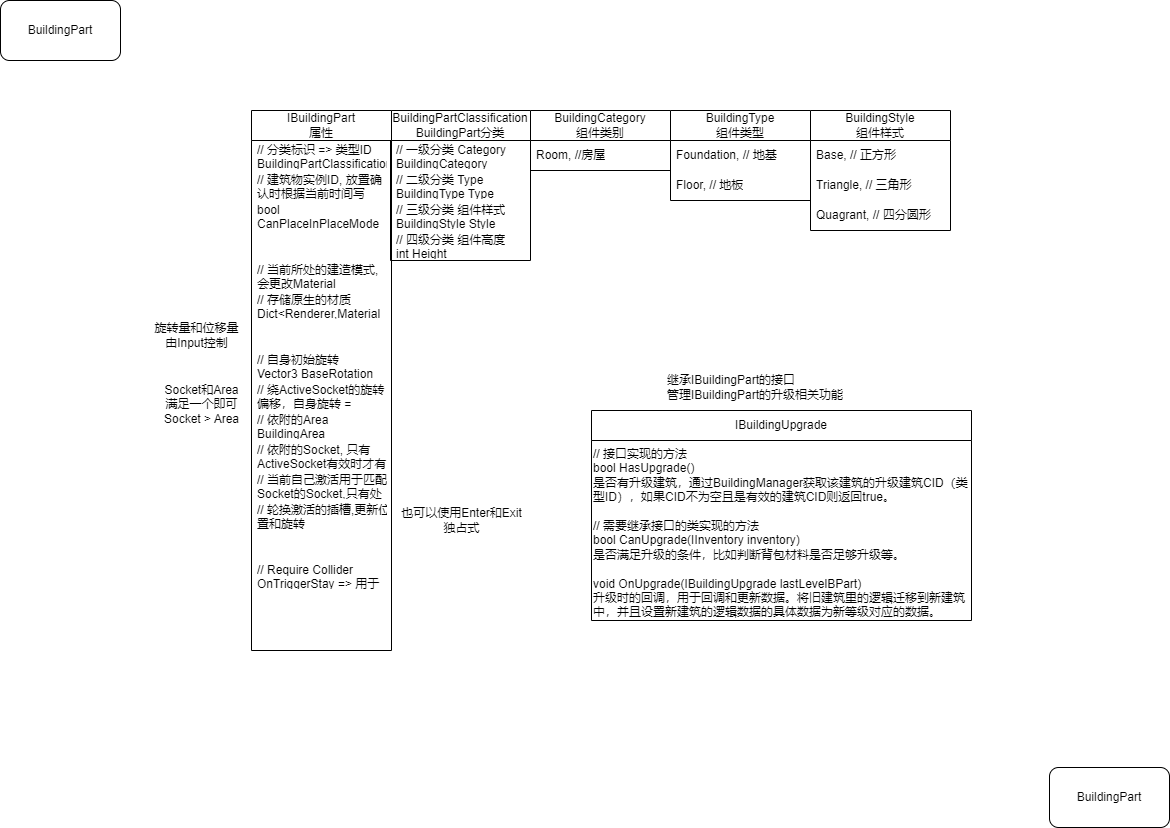 BuildingPart
IBuildingPart
属性
// 分类标识 => 类型ID
BuildingPartClassification
// 建筑物实例ID, 放置确
认时根据当前时间写
bool
CanPlaceInPlaceMode
// 当前所处的建造模式,
会更改Material
// 存储原生的材质
Dict<Renderer,Material
// 自身初始旋转
Vector3 BaseRotation
// 绕ActiveSocket的旋转
偏移，自身旋转 =
// 依附的Area
BuildingArea
// 依附的Socket, 只有
ActiveSocket有效时才有
// 当前自己激活用于匹配
Socket的Socket,只有处
// 轮换激活的插槽,更新位
置和旋转
// Require Collider
OnTriggerStay => 用于
BuildingPartClassification
BuildingPart分类
// 一级分类 Category
BuildingCategory
// 二级分类 Type
BuildingType Type
// 三级分类 组件样式
BuildingStyle Style
// 四级分类 组件高度
int Height
BuildingCategory
组件类别
Room, //房屋
BuildingType
组件类型
Foundation, // 地基
Floor, // 地板
BuildingStyle
组件样式
Base, // 正方形
Triangle, // 三角形
Quagrant, // 四分圆形
旋转量和位移量
由Input控制
Socket和Area
满足一个即可
Socket > Area
也可以使用Enter和Exit
独占式
继承IBuildingPart的接口
管理IBuildingPart的升级相关功能
IBuildingUpgrade
// 接口实现的方法
bool HasUpgrade()
是否有升级建筑，通过BuildingManager获取该建筑的升级建筑CID（类
型ID），如果CID不为空且是有效的建筑CID则返回true。
// 需要继承接口的类实现的方法
bool CanUpgrade(IInventory inventory)
是否满足升级的条件，比如判断背包材料是否足够升级等。
void OnUpgrade(IBuildingUpgrade lastLevelBPart)
升级时的回调，用于回调和更新数据。将旧建筑里的逻辑迁移到新建筑
中，并且设置新建筑的逻辑数据的具体数据为新等级对应的数据。
BuildingPart